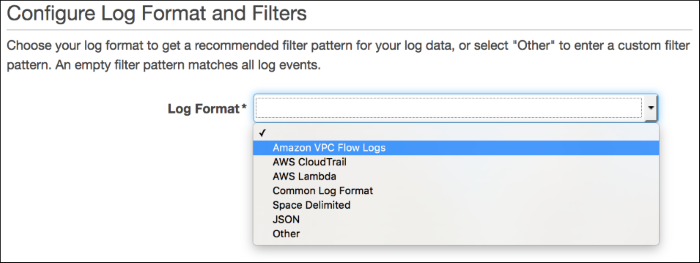 Configure Log Format and Filters
Choose your log format to get a recommended filter pattern for your log data, or select "Other" to enter a custom filter
pattern. An empty filter pattern matches all log events.
Log Format*
✓
Amazon VPC Flow Logs
AWS CloudTrail
AWS Lambda
Common Log Format
Space Delimited
JSON
Other